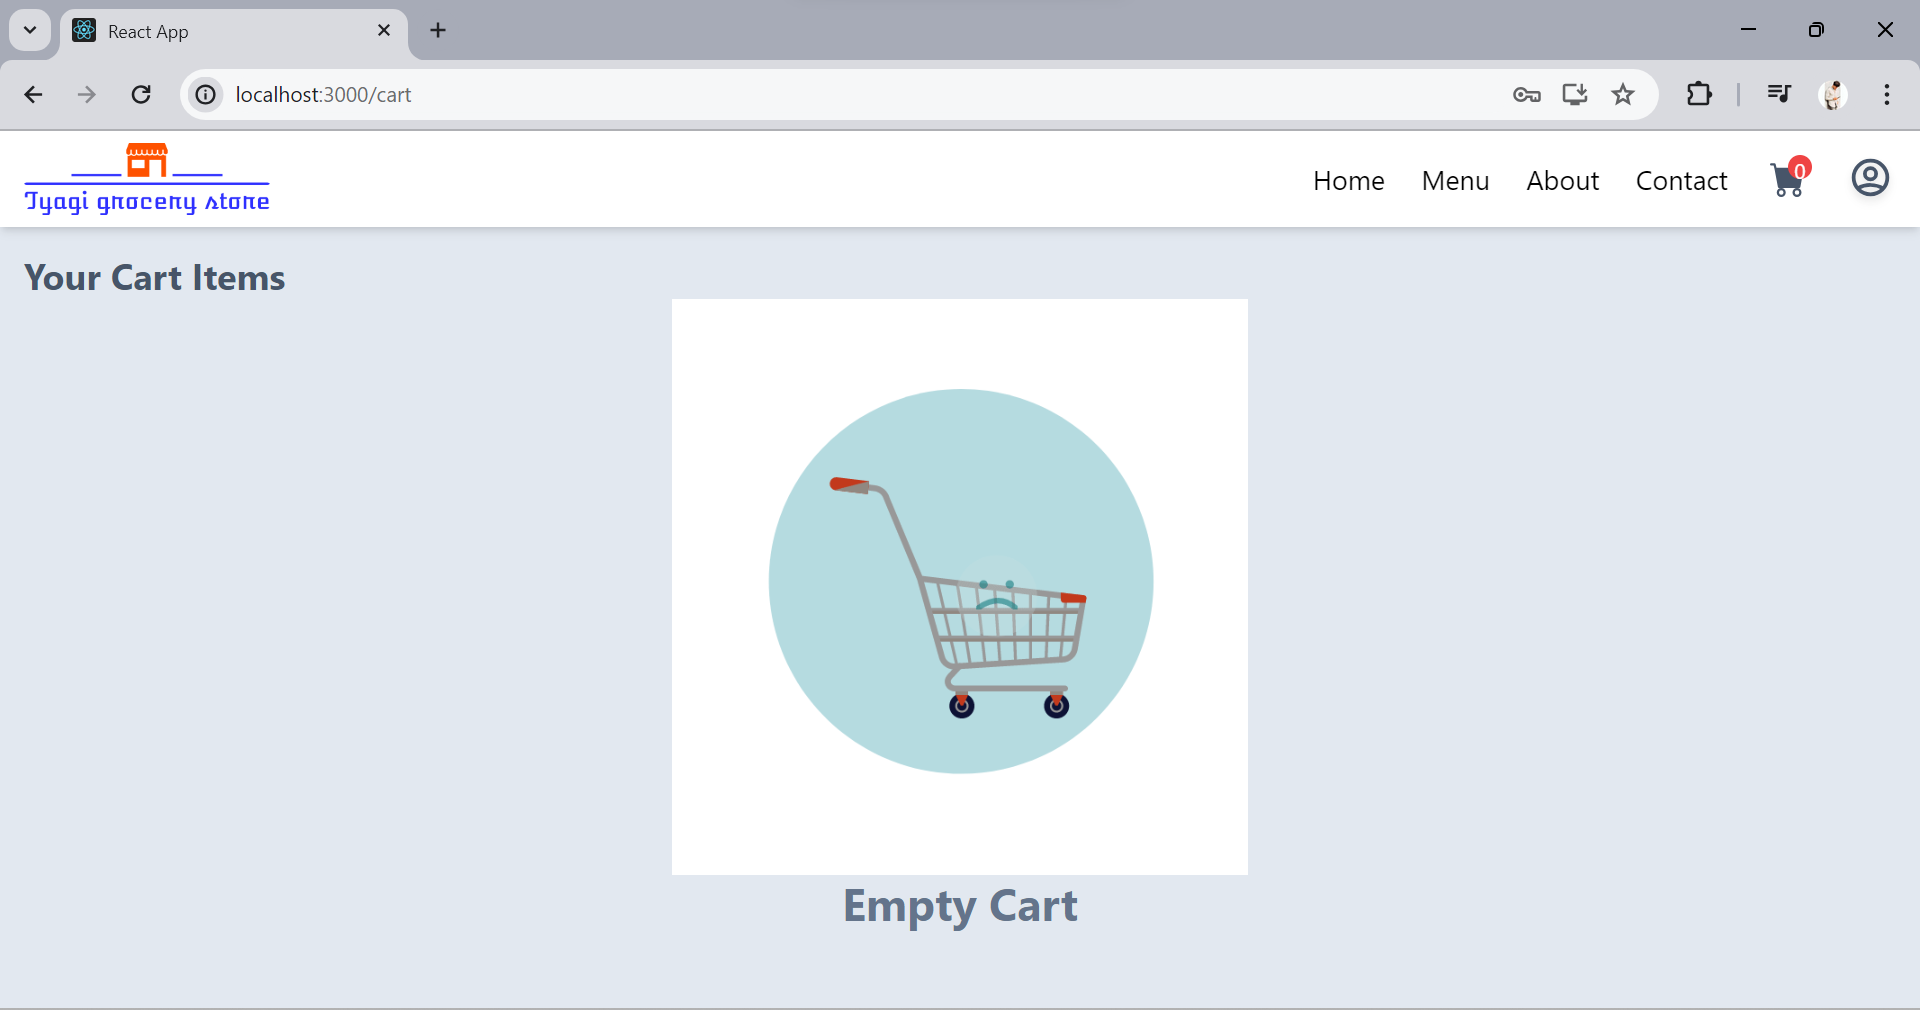 React App
localhost:3000/cart
Tyagi grocery store
Home Menu About Contact 0
Your Cart Items
Empty Cart